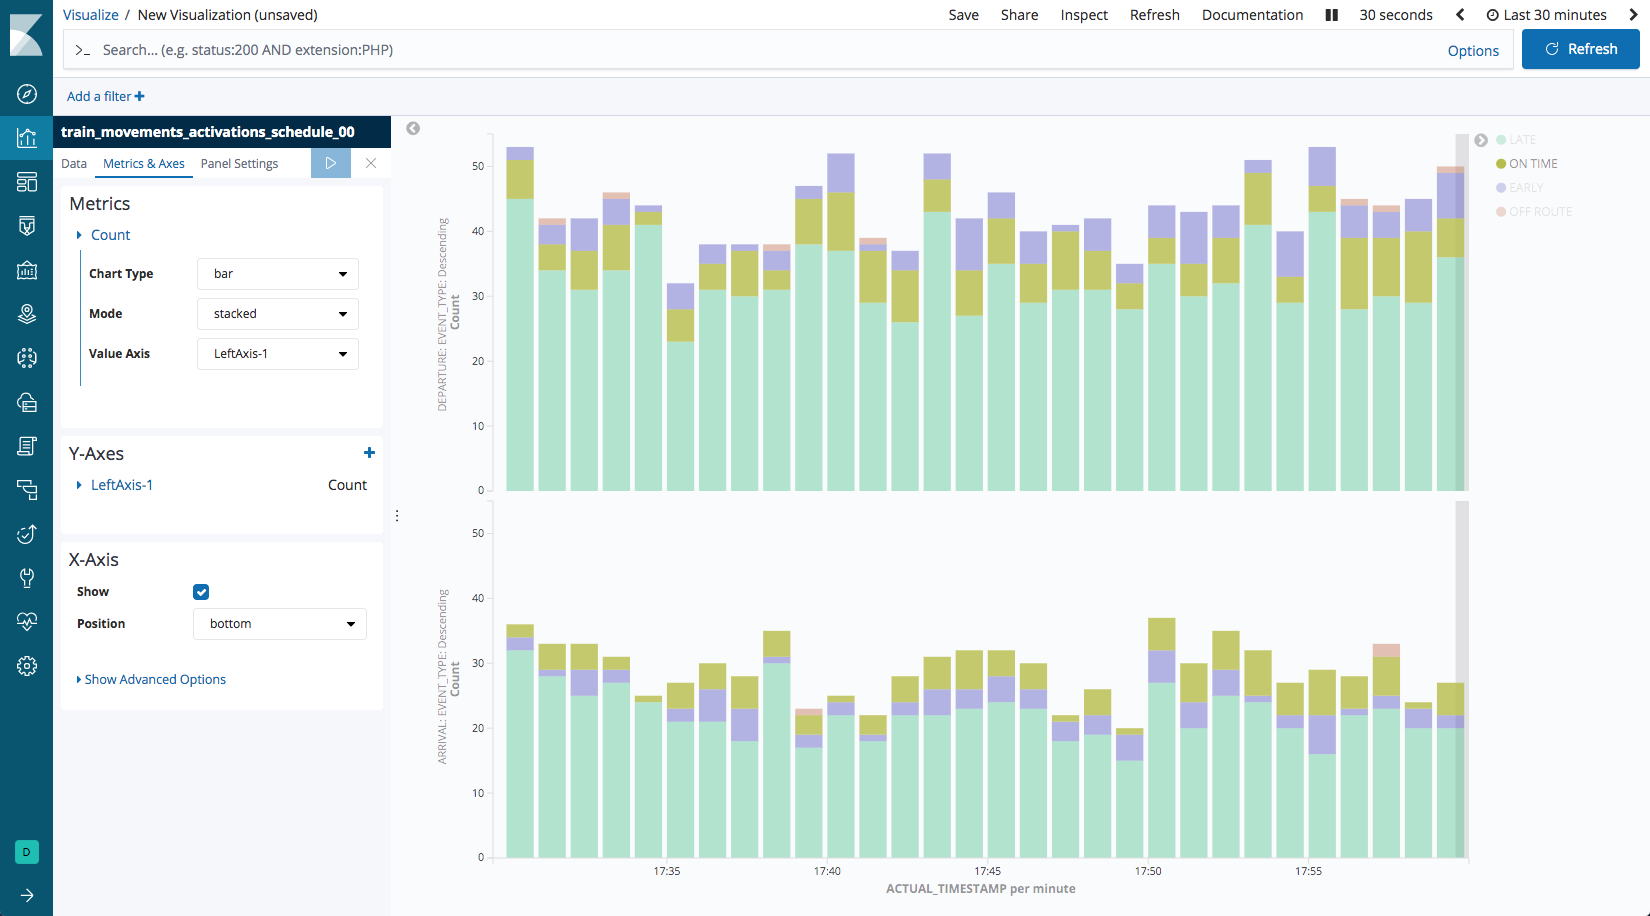 Visualize / New Visualization (unsaved)
Save Share Inspect Refresh Documentation 30 seconds Last 30 minutes
>_ Search... (e.g. status:200 AND extension:PHP) Options Refresh
Add a filter +
train_movements_activations_schedule_00
Data Metrics & Axes Panel Settings
Metrics
Count
Chart Type bar
Mode stacked
Value Axis LeftAxis-1
Y-Axes
LeftAxis-1 Count
X-Axis
Show
Position bottom
Show Advanced Options
D
DEPARTURE: EVENT_TYPE: Descending
Count
50
40
30
20
10
0
ARRIVAL: EVENT_TYPE: Descending
Count
50
40
30
20
10
0
17:35 17:40 17:45 17:50 17:55
ACTUAL_TIMESTAMP per minute
LATE
ON TIME
EARLY
OFF ROUTE